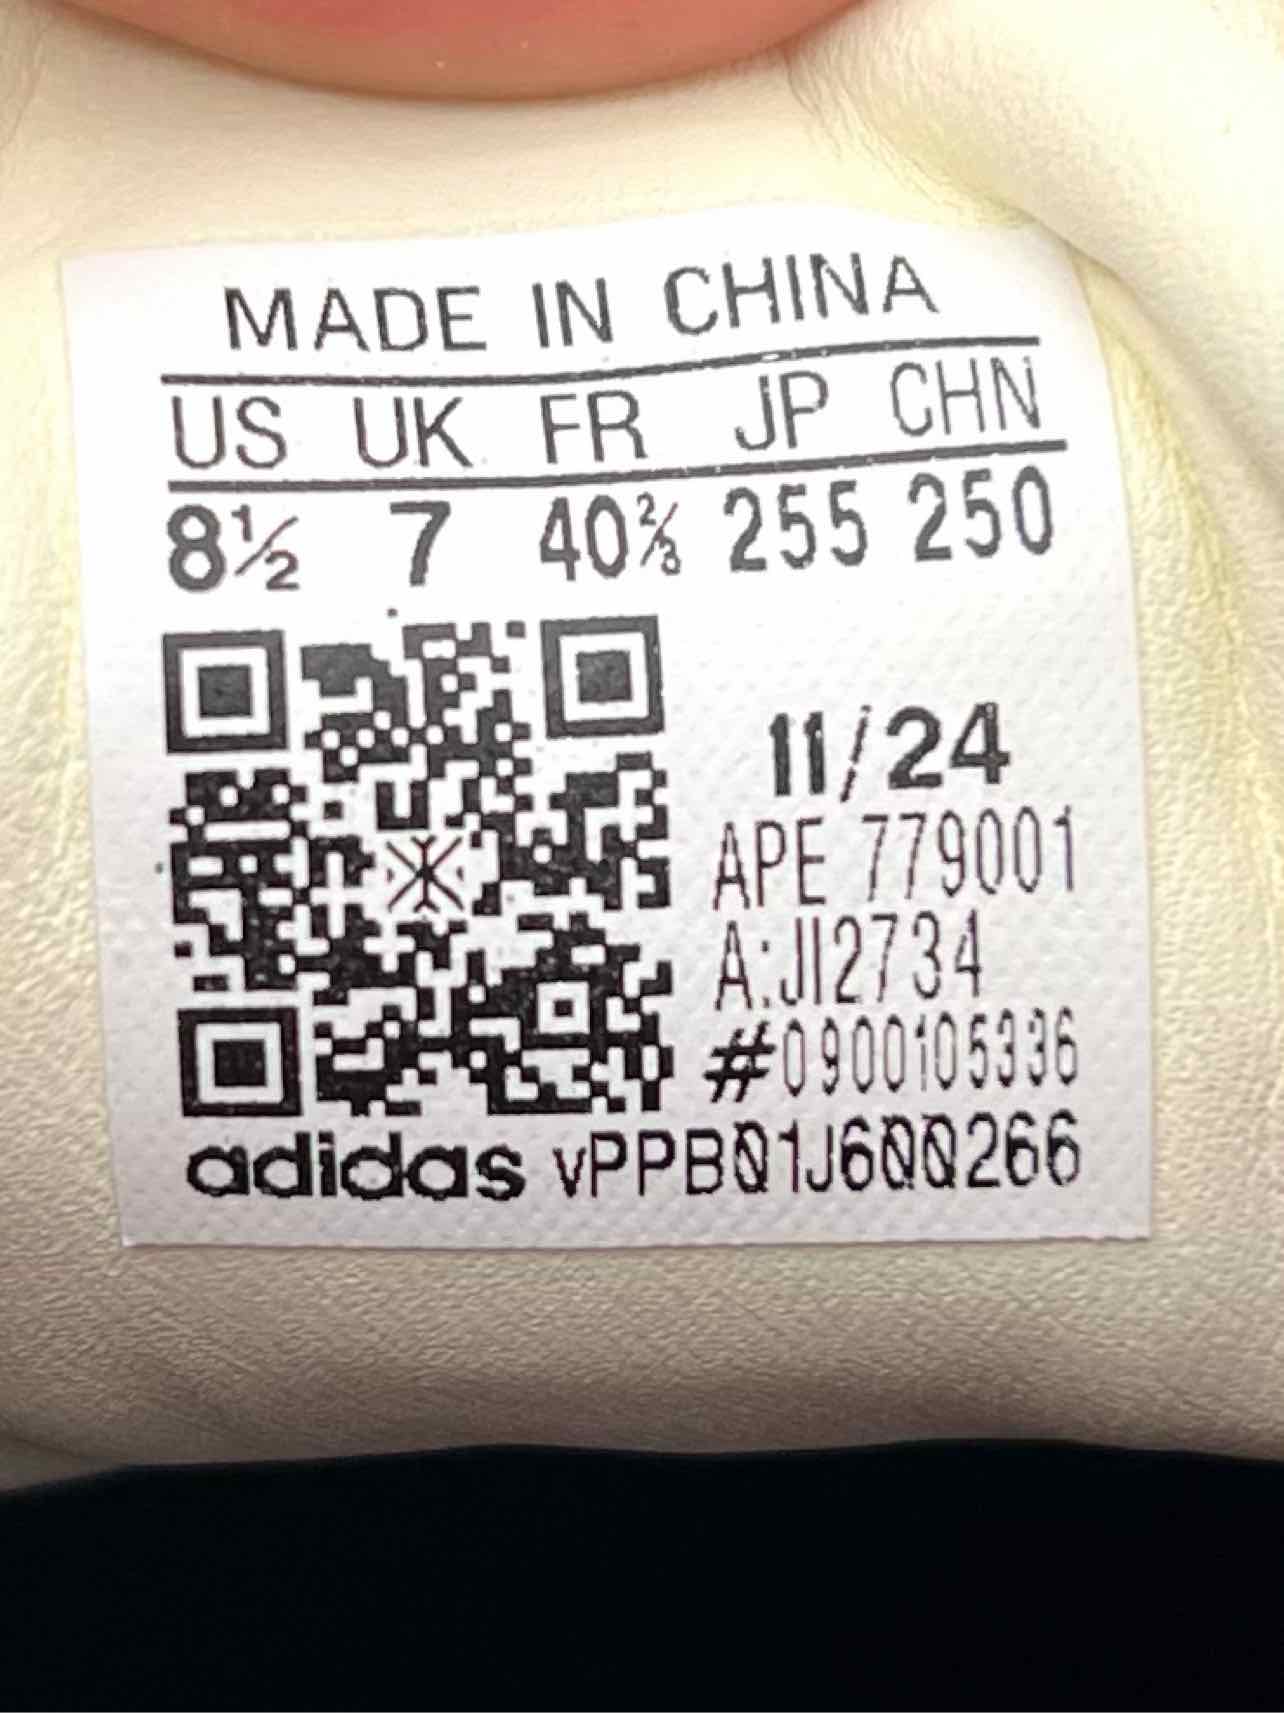 MADE IN CHINA
US UK FR JP CHN
8½ 7 40⅔ 255 250
11/24
APE 779001
A:JI2734
#0900105336
adidas vPPB01J600266